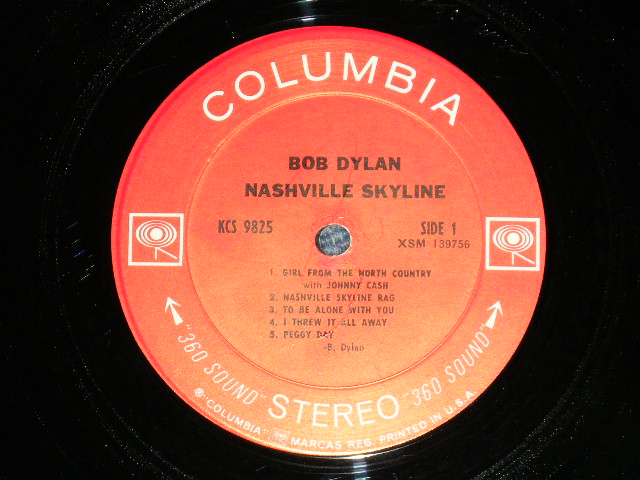 COLUMBIA
BOB DYLAN
NASHVILLE SKYLINE
KCS 9825
SIDE 1
XSM 139756
1. GIRL FROM THE NORTH COUNTRY
with JOHNNY CASH
2. NASHVILLE SKYLINE RAG
3. TO BE ALONE WITH YOU
4. I THREW IT ALL AWAY
5. PEGGY DAY
-B. Dylan
"360 SOUND" STEREO "360 SOUND"
® "COLUMBIA", MARCAS REG. PRINTED IN U.S.A.